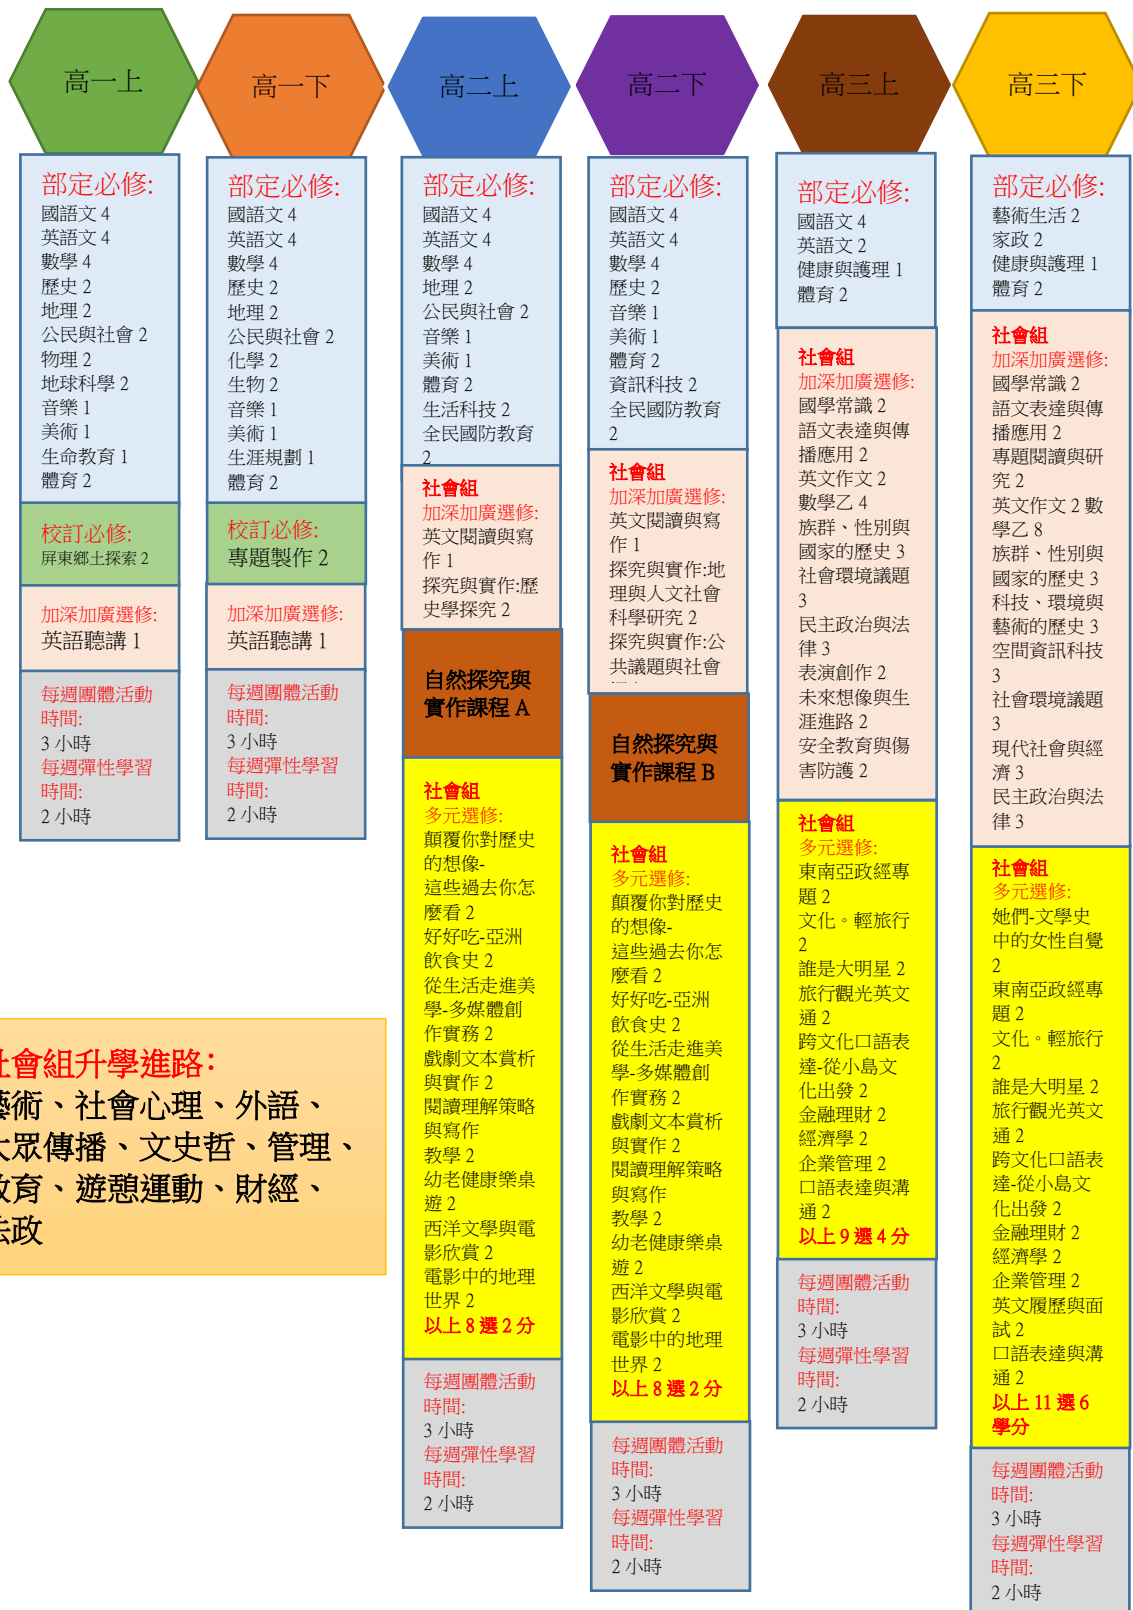 高一上
部定必修:
國語文 4
英語文 4
數學 4
歷史 2
地理 2
公民與社會 2
物理 2
地球科學 2
音樂 1
美術 1
生命教育 1
體育 2
校訂必修:
屏東鄉土探索 2
加深加廣選修:
英語聽講 1
每週團體活動
時間:
3 小時
每週彈性學習
時間:
2 小時
高一下
部定必修:
國語文 4
英語文 4
數學 4
歷史 2
地理 2
公民與社會 2
化學 2
生物 2
音樂 1
美術 1
生涯規劃 1
體育 2
校訂必修:
專題製作 2
加深加廣選修:
英語聽講 1
每週團體活動
時間:
3 小時
每週彈性學習
時間:
2 小時
高二上
部定必修:
國語文 4
英語文 4
數學 4
地理 2
公民與社會 2
音樂 1
美術 1
體育 2
生活科技 2
全民國防教育
2
社會組
加深加廣選修:
英文閱讀與寫
作 1
探究與實作:歷
史學探究 2
自然探究與
實作課程 A
社會組
多元選修:
顛覆你對歷史
的想像-
這些過去你怎
麼看 2
好好吃-亞洲
飲食史 2
從生活走進美
學-多媒體創
作實務 2
戲劇文本賞析
與實作 2
閱讀理解策略
與寫作
教學 2
幼老健康樂桌
遊 2
西洋文學與電
影欣賞 2
電影中的地理
世界 2
以上 8 選 2 分
每週團體活動
時間:
3 小時
每週彈性學習
時間:
2 小時
高二下
部定必修:
國語文 4
英語文 4
數學 4
歷史 2
音樂 1
美術 1
體育 2
資訊科技 2
全民國防教育
2
社會組
加深加廣選修:
英文閱讀與寫
作 1
探究與實作:地
理與人文社會
科學研究 2
探究與實作:公
共議題與社會
自然探究與
實作課程 B
社會組
多元選修:
顛覆你對歷史
的想像-
這些過去你怎
麼看 2
好好吃-亞洲
飲食史 2
從生活走進美
學-多媒體創
作實務 2
戲劇文本賞析
與實作 2
閱讀理解策略
與寫作
教學 2
幼老健康樂桌
遊 2
西洋文學與電
影欣賞 2
電影中的地理
世界 2
以上 8 選 2 分
每週團體活動
時間:
3 小時
每週彈性學習
時間:
2 小時
高三上
部定必修:
國語文 4
英語文 2
健康與護理 1
體育 2
社會組
加深加廣選修:
國學常識 2
語文表達與傳
播應用 2
英文作文 2
數學乙 4
族群、性別與
國家的歷史 3
社會環境議題
3
民主政治與法
律 3
表演創作 2
未來想像與生
涯進路 2
安全教育與傷
害防護 2
社會組
多元選修:
東南亞政經專
題 2
文化。輕旅行
2
誰是大明星 2
旅行觀光英文
通 2
跨文化口語表
達-從小島文
化出發 2
金融理財 2
經濟學 2
企業管理 2
口語表達與溝
通 2
以上 9 選 4 分
每週團體活動
時間:
3 小時
每週彈性學習
時間:
2 小時
高三下
部定必修:
藝術生活 2
家政 2
健康與護理 1
體育 2
社會組
加深加廣選修:
國學常識 2
語文表達與傳
播應用 2
專題閱讀與研
究 2
英文作文 2 數
學乙 8
族群、性別與
國家的歷史 3
科技、環境與
藝術的歷史 3
空間資訊科技
3
社會環境議題
3
現代社會與經
濟 3
民主政治與法
律 3
社會組
多元選修:
她們-文學史
中的女性自覺
2
東南亞政經專
題 2
文化。輕旅行
2
誰是大明星 2
旅行觀光英文
通 2
跨文化口語表
達-從小島文
化出發 2
金融理財 2
經濟學 2
企業管理 2
英文履歷與面
試 2
口語表達與溝
通 2
以上 11 選 6
學分
每週團體活動
時間:
3 小時
每週彈性學習
時間:
2 小時
社會組升學進路:
藝術、社會心理、外語、
大眾傳播、文史哲、管理、
教育、遊憩運動、財經、
法政